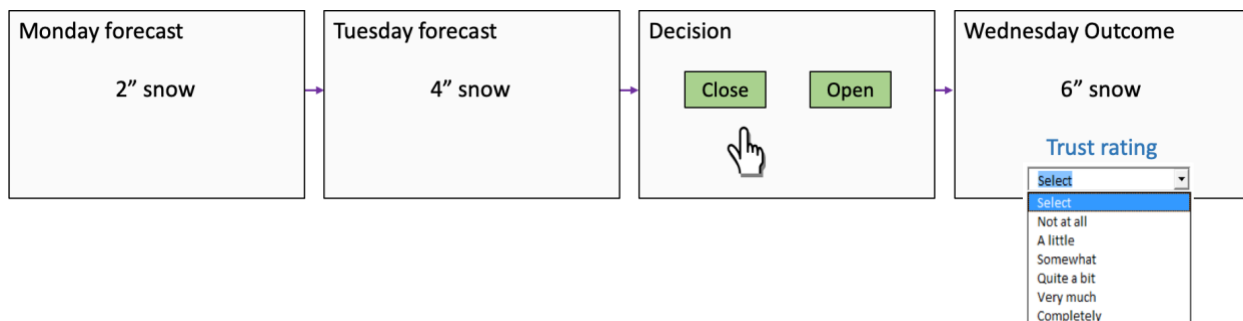 Monday forecast
2” snow
Tuesday forecast
4” snow
Decision
Close
Open
Wednesday Outcome
6” snow
Trust rating
Select
Select
Not at all
A little
Somewhat
Quite a bit
Very much
Completely